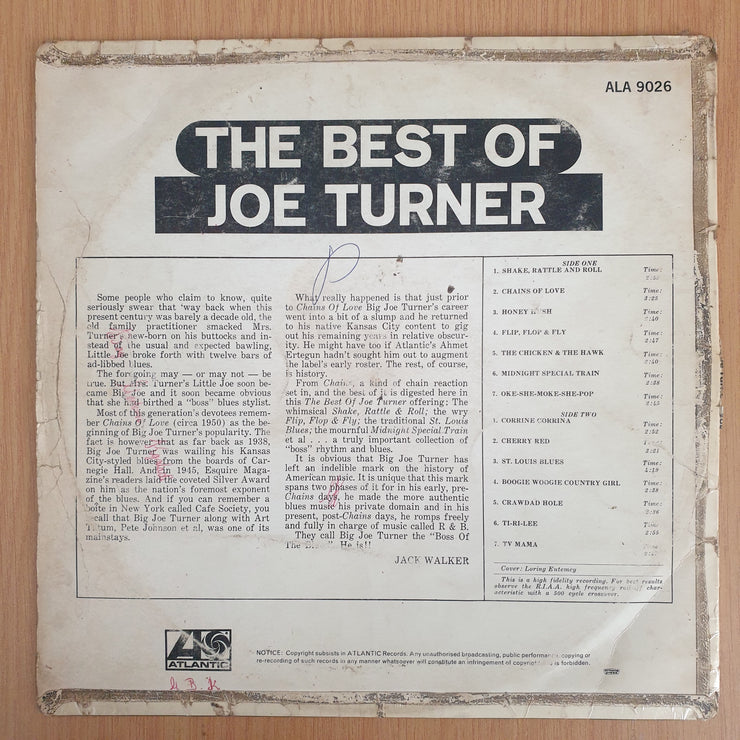 ALA 9026
THE BEST OF
JOE TURNER
Some people who claim to know, quite
seriously swear that 'way back when this
present century was barely a decade old, the
old family practitioner smacked Mrs.
Turner's new-born on his buttocks and in-
stead of the usual and expected bawling,
Little Joe broke forth with twelve bars of
ad-libbed blues.
The foregoing may — or may not — be
true. But Mrs. Turner's Little Joe soon be-
came Big Joe and it soon became obvious
that she had birthed a "boss" blues stylist.
Most of this generation's devotees remem-
ber Chains Of Love (circa 1950) as the be-
ginning of Big Joe Turner's popularity. The
fact is however that as far back as 1938,
Big Joe Turner was wailing his Kansas
City-styled blues from the boards of Car-
negie Hall. And in 1945, Esquire Maga-
zine's readers laid the coveted Silver Award
on him as the nation's foremost exponent
of the blues. And if you can remember a
boite in New York called Cafe Society, you
recall that Big Joe Turner along with Art
Tatum, Pete Johnson et al, was one of its
mainstays.
What really happened is that just prior
to Chains Of Love Big Joe Turner's career
went into a bit of a slump and he returned
to his native Kansas City content to gig
out his remaining years in relative obscur-
ity. He might have too if Atlantic's Ahmet
Ertegun hadn't sought him out to augment
the label's early roster. The rest, of course,
is history.
From Chains, a kind of chain reaction
set in, and the best of it is digested here in
this The Best Of Joe Turner offering: The
whimsical Shake, Rattle & Roll; the wry
Flip, Flop & Fly; the traditional St. Louis
Blues; the mournful Midnight Special Train
et al . . . a truly important collection of
"boss" rhythm and blues.
It is obvious that Big Joe Turner has
left an indelible mark on the history of
American music. It is unique that this mark
spans two phases of it for in his early, pre-
Chains days, he made the more authentic
blues music his private domain and in his
present, post-Chains days, he romps freely
and fully in charge of music called R & B.
They call Big Joe Turner the "Boss Of
The He is!!
JACK WALKER
SIDE ONE
1. SHAKE, RATTLE AND ROLL Time:
2. CHAINS OF LOVE Time:
3. HONEY HUSH Time:
4. FLIP, FLOP & FLY Time:
5. THE CHICKEN & THE HAWK Time:
6. MIDNIGHT SPECIAL TRAIN Time:
7. OKE-SHE-MOKE-SHE-POP Time:
SIDE TWO
1. CORRINE CORRINA Time:
2. CHERRY RED
3. ST. LOUIS BLUES Time:
4. BOOGIE WOOGIE COUNTRY GIRL Time:
5. CRAWDAD HOLE Time:
6. TI-RI-LEE Time:
7. TV MAMA Time:
Cover: Loring Eutemey
This is a high fidelity recording. For best results
observe the R.I.A.A. high frequency roll-off char-
acteristic with a 500 cycle crossover.
ATLANTIC
NOTICE: Copyright subsists in ATLANTIC Records. Any unauthorised broadcasting, public performance, copying or
re-recording of such records in any manner whatsoever will constitute an infringement of copyright is forbidden.